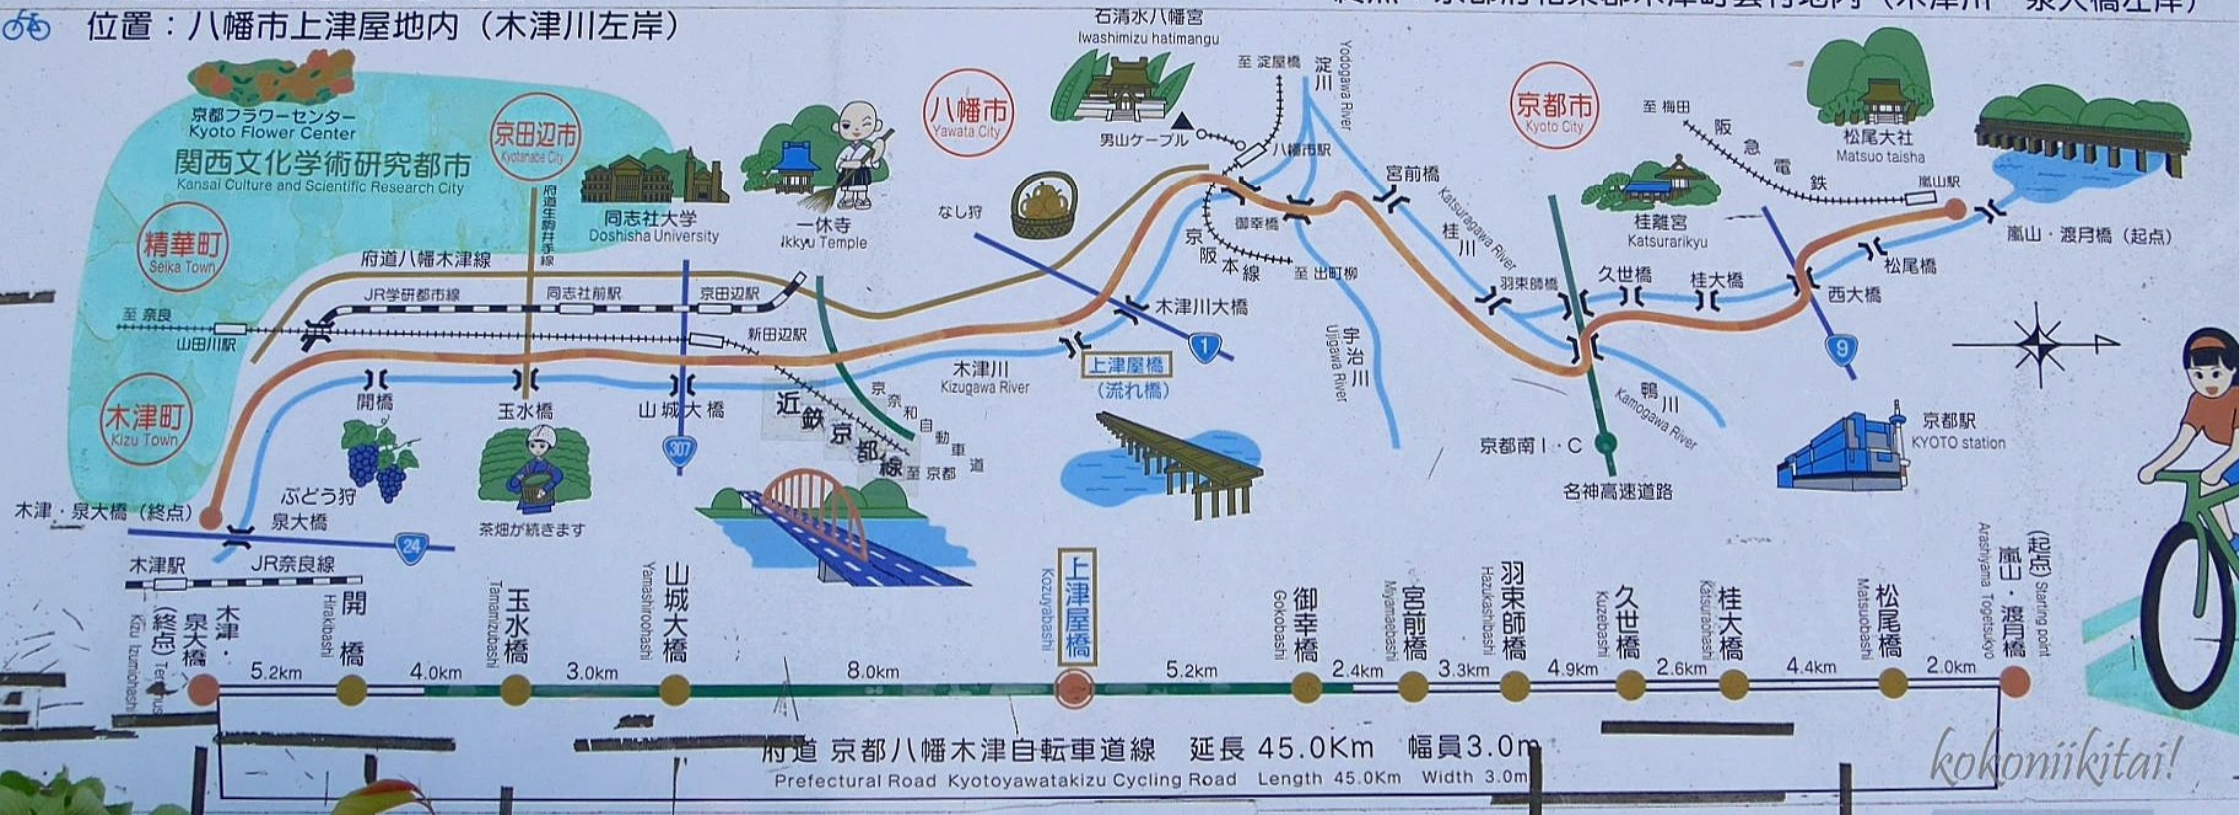 位置：八幡市上津屋地内（木津川左岸）
石清水八幡宮
Iwashimizu hatimangu
京都フラワーセンター
Kyoto Flower Center
関西文化学術研究都市
Kansai Culture and Scientific Research City
京田辺市
Kyotanabe City
八幡市
Yawata City
京都市
Kyoto City
精華町
Seika Town
木津町
Kizu Town
府道生駒井手線
同志社大学
Doshisha University
一休寺
Ikkyu Temple
なし狩
男山ケーブル
至 淀屋橋
淀川
Yodogawa River
八幡市駅
御幸橋
京阪本線
至 出町柳
宮前橋
Katsuragawa River
桂川
羽束師橋
至 梅田
阪急電鉄
嵐山駅
松尾大社
Matsuo taisha
桂離宮
Katsurarikyu
嵐山・渡月橋（起点）
久世橋
桂大橋
西大橋
松尾橋
9
府道八幡木津線
JR学研都市線
同志社前駅
京田辺駅
至 奈良
山田川駅
新田辺駅
木津川大橋
1
上津屋橋
（流れ橋）
木津川
Kizugawa River
宇治川
Ujigawa River
鴨川
Kamogawa River
京都南I・C
名神高速道路
京都駅
KYOTO station
開橋
玉水橋
山城大橋
307
近鉄京都線
至 京都
京奈和自動車道
ぶどう狩
茶畑が続きます
木津・泉大橋（終点）
泉大橋
24
木津駅
JR奈良線
木津・泉大橋
（終点）
Kizu Izumiohashi
開橋
Hirakibashi
玉水橋
Tamamizubashi
山城大橋
Yamashiroohashi
上津屋橋
Kozuyabashi
御幸橋
Gokobashi
宮前橋
Miyamaebashi
羽束師橋
Hazukashibashi
久世橋
Kuzebashi
桂大橋
Katsuraohashi
松尾橋
Matsuobashi
嵐山・渡月橋
Arashiyama Togetsukyo
（起点）
Starting point
5.2km 4.0km 3.0km 8.0km 5.2km 2.4km 3.3km 4.9km 2.6km 4.4km 2.0km
府道 京都八幡木津自転車道線 延長 45.0Km 幅員3.0m
Prefectural Road Kyotoyawatakizu Cycling Road Length 45.0Km Width 3.0m
kokoniikitai!